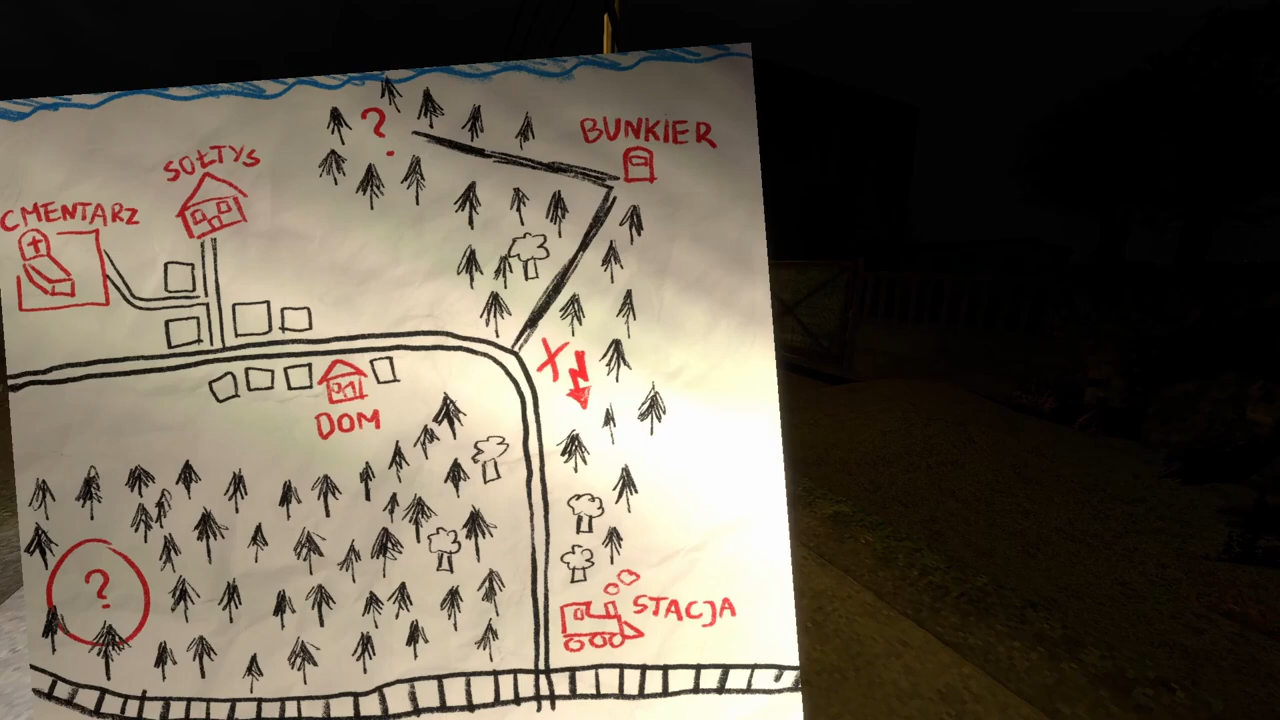 ?
BUNKIER
SOŁTYS
CMENTARZ
X
DOM
?
STACJA